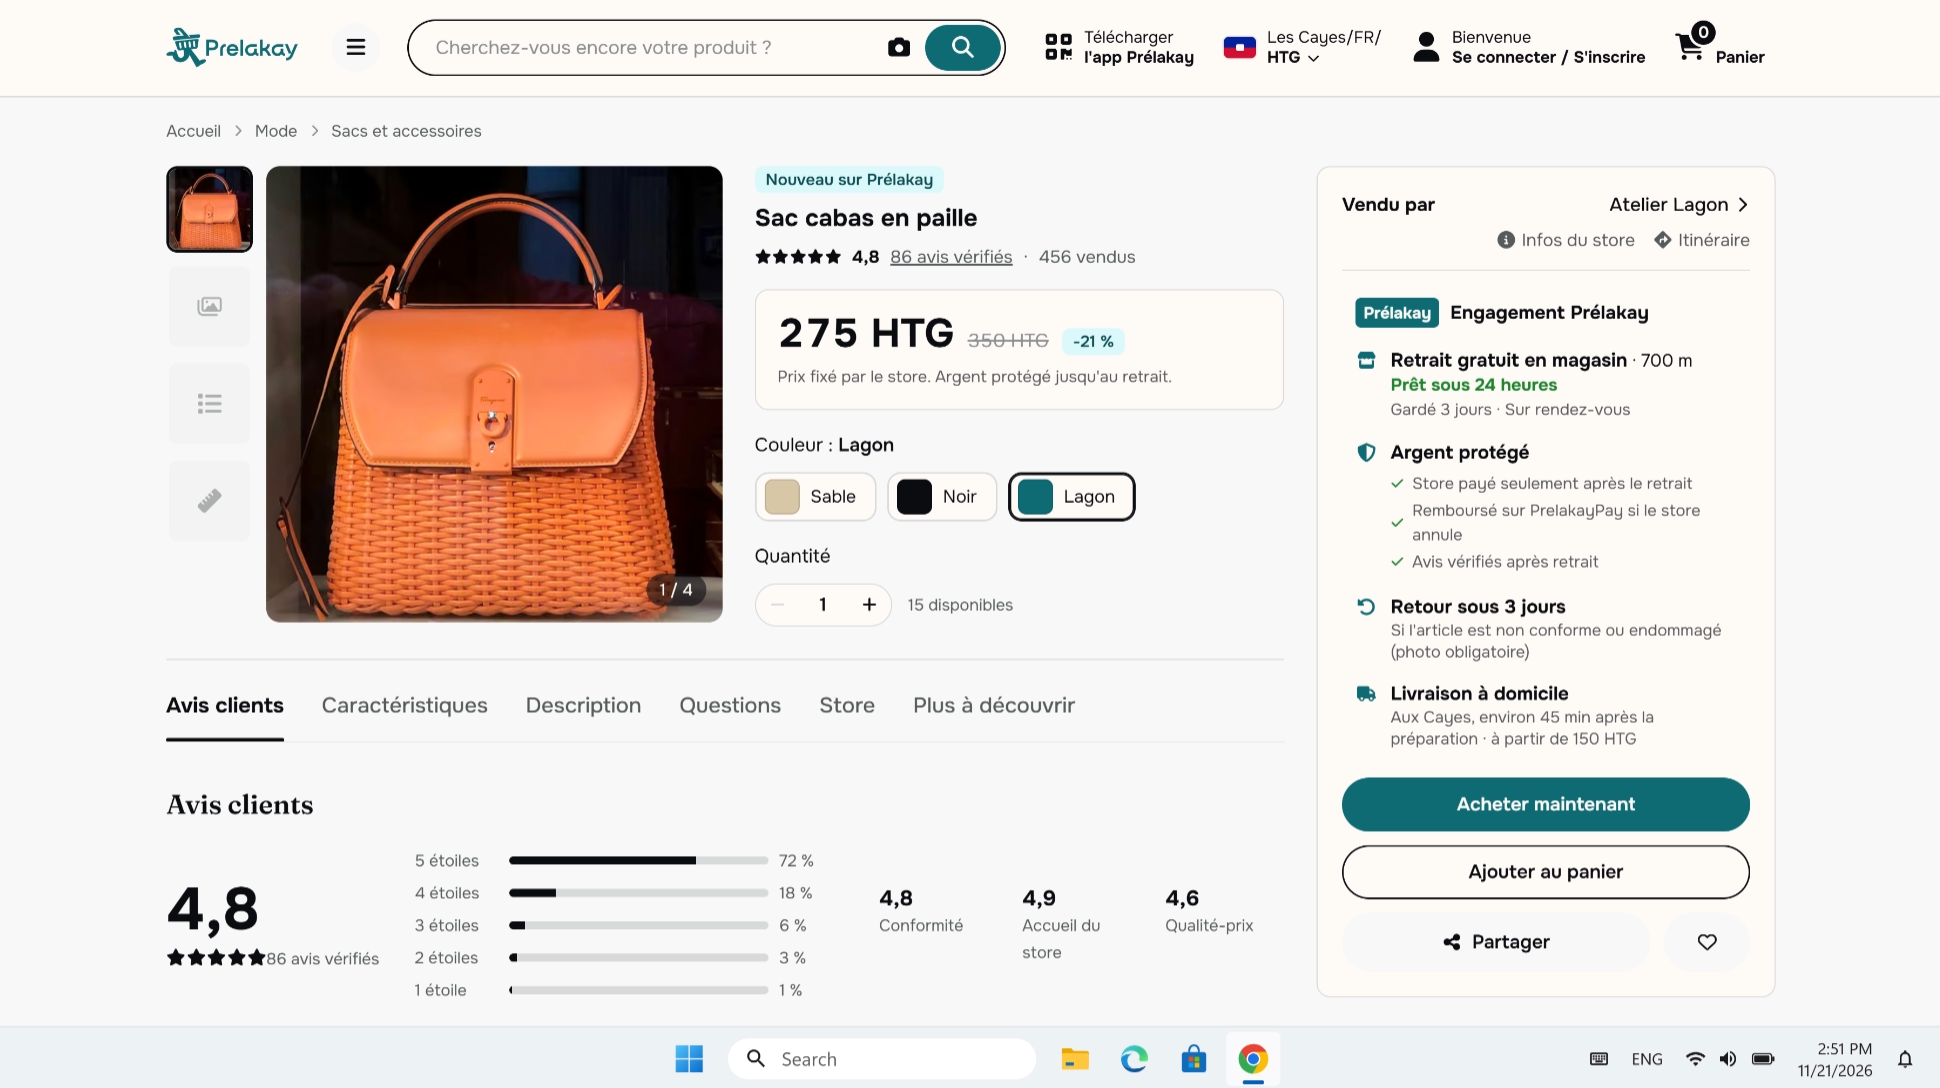 Prelakay
Cherchez-vous encore votre produit ?
Télécharger
l'app Prélakay
Les Cayes/FR/
HTG
Bienvenue
Se connecter / S'inscrire
0
Panier
Accueil > Mode > Sacs et accessoires
1 / 4
Nouveau sur Prélakay
Sac cabas en paille
4,8 86 avis vérifiés · 456 vendus
275 HTG 350 HTG -21 %
Prix fixé par le store. Argent protégé jusqu'au retrait.
Couleur : Lagon
Sable
Noir
Lagon
Quantité
− 1 + 15 disponibles
Vendu par Atelier Lagon
Infos du store Itinéraire
Prélakay Engagement Prélakay
Retrait gratuit en magasin · 700 m
Prêt sous 24 heures
Gardé 3 jours · Sur rendez-vous
Argent protégé
Store payé seulement après le retrait
Remboursé sur PrelakayPay si le store
annule
Avis vérifiés après retrait
Retour sous 3 jours
Si l'article est non conforme ou endommagé
(photo obligatoire)
Livraison à domicile
Aux Cayes, environ 45 min après la
préparation · à partir de 150 HTG
Acheter maintenant
Ajouter au panier
Partager
Avis clients Caractéristiques Description Questions Store Plus à découvrir
Avis clients
4,8
86 avis vérifiés
5 étoiles 72 %
4 étoiles 18 %
3 étoiles 6 %
2 étoiles 3 %
1 étoile 1 %
4,8
Conformité
4,9
Accueil du
store
4,6
Qualité-prix
Search
ENG
2:51 PM
11/21/2026